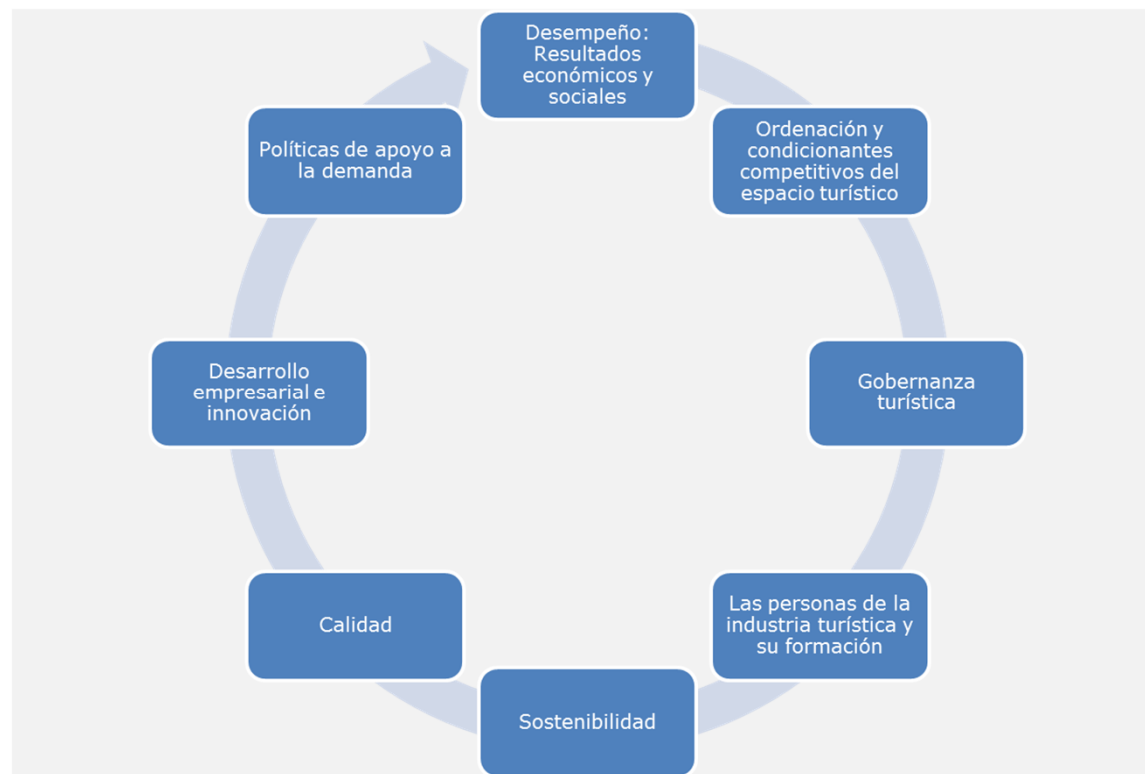 Desempeño:
Resultados
económicos y
sociales
Ordenación y
condicionantes
competitivos del
espacio turístico
Gobernanza
turística
Las personas de la
industria turística y
su formación
Sostenibilidad
Calidad
Desarrollo
empresarial e
innovación
Políticas de apoyo a
la demanda